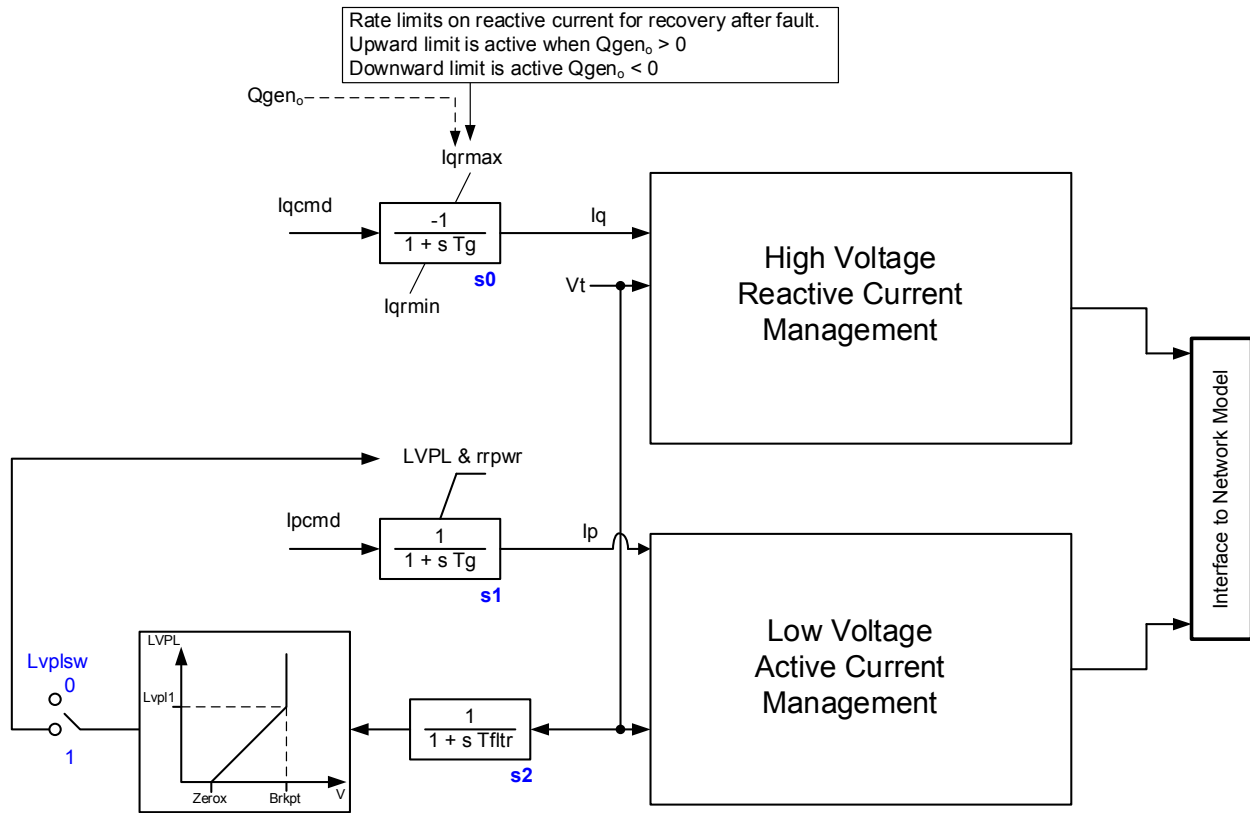 Rate limits on reactive current for recovery after fault.
Upward limit is active when Qgeno > 0
Downward limit is active Qgeno < 0
Qgeno
Iqrmax
Iqcmd
-1
1 + s Tg
s0
Iqrmin
Iq
Vt
High Voltage
Reactive Current
Management
Interface to Network Model
LVPL & rrpwr
Ipcmd
1
1 + s Tg
s1
Ip
Low Voltage
Active Current
Management
Lvplsw
0
1
LVPL
Lvpl1
Zerox
Brkpt
V
1
1 + s Tfltr
s2